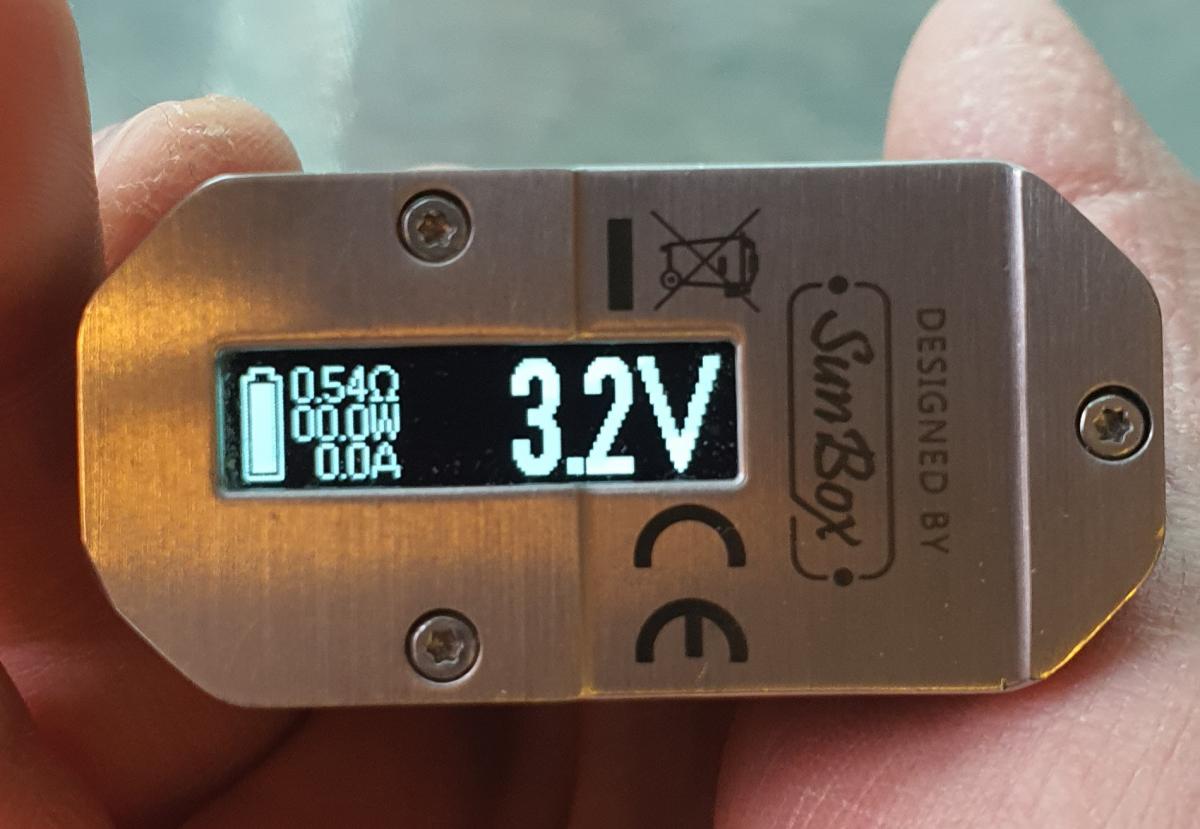 0.54Ω
00.0W
0.0A
3.2V
DESIGNED BY
SunBox
CE